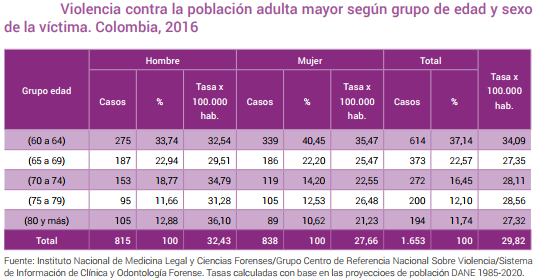 Violencia contra la población adulta mayor según grupo de edad y sexo
de la víctima. Colombia, 2016
Grupo edad Hombre Mujer Total Tasa x 100.000 hab.
Casos % Tasa x 100.000 hab. Casos % Tasa x 100.000 hab. Casos %
(60 a 64) 275 33,74 32,54 339 40,45 35,47 614 37,14 34,09
(65 a 69) 187 22,94 29,51 186 22,20 25,47 373 22,57 27,35
(70 a 74) 153 18,77 34,79 119 14,20 22,55 272 16,45 28,11
(75 a 79) 95 11,66 31,28 105 12,53 26,48 200 12,10 28,56
(80 y más) 105 12,88 36,10 89 10,62 21,23 194 11,74 27,32
Total 815 100 32,43 838 100 27,66 1.653 100 29,82
Fuente: Instituto Nacional de Medicina Legal y Ciencias Forenses/Grupo Centro de Referencia Nacional Sobre Violencia/Sistema
de Información de Clínica y Odontología Forense. Tasas calculadas con base en las proyecciones de población DANE 1985-2020.